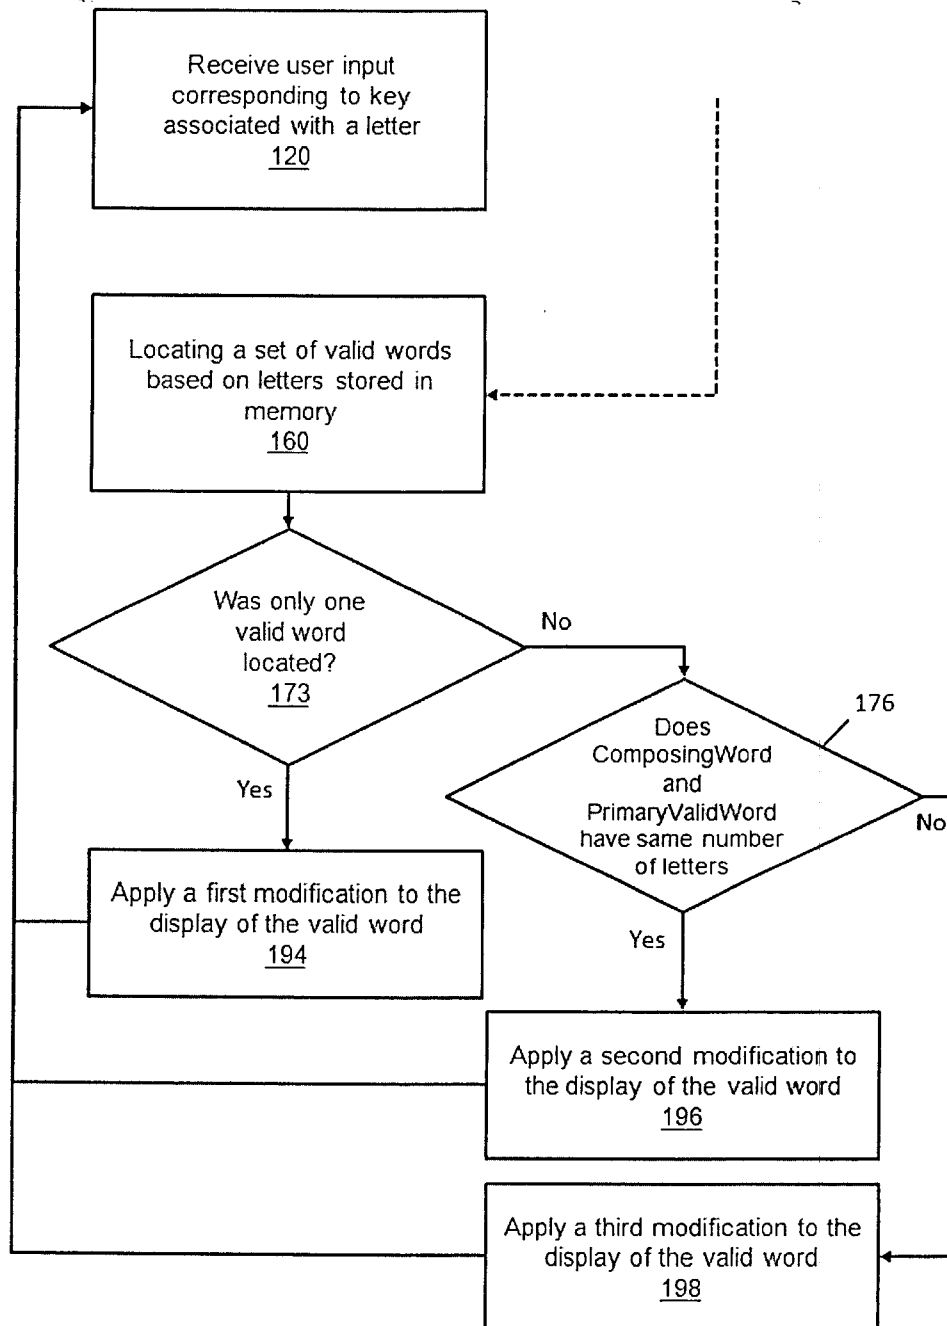 Receive user input
corresponding to key
associated with a letter
120
Locating a set of valid words
based on letters stored in
memory
160
Was only one
valid word
located?
173
No
Yes
176
Does
ComposingWord
and
PrimaryValidWord
have same number
of letters
No
Yes
Apply a first modification to the
display of the valid word
194
Apply a second modification to
the display of the valid word
196
Apply a third modification to the
display of the valid word
198